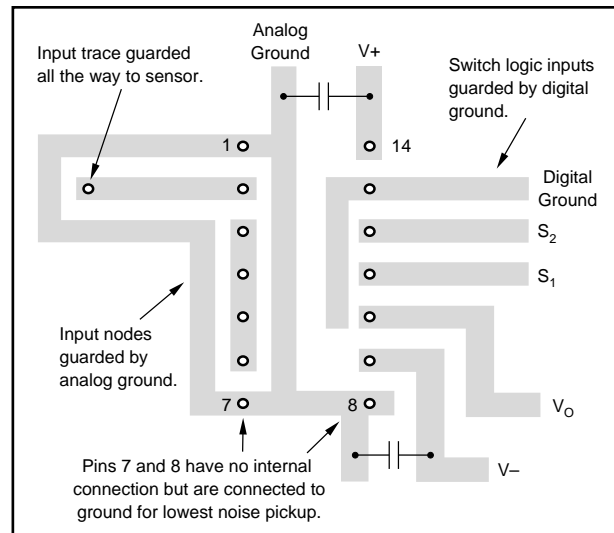 Input trace guarded
all the way to sensor.
Analog
Ground
V+
Switch logic inputs
guarded by digital
ground.
1
14
Digital
Ground
S2
S1
Input nodes
guarded by
analog ground.
7
8
VO
V–
Pins 7 and 8 have no internal
connection but are connected to
ground for lowest noise pickup.